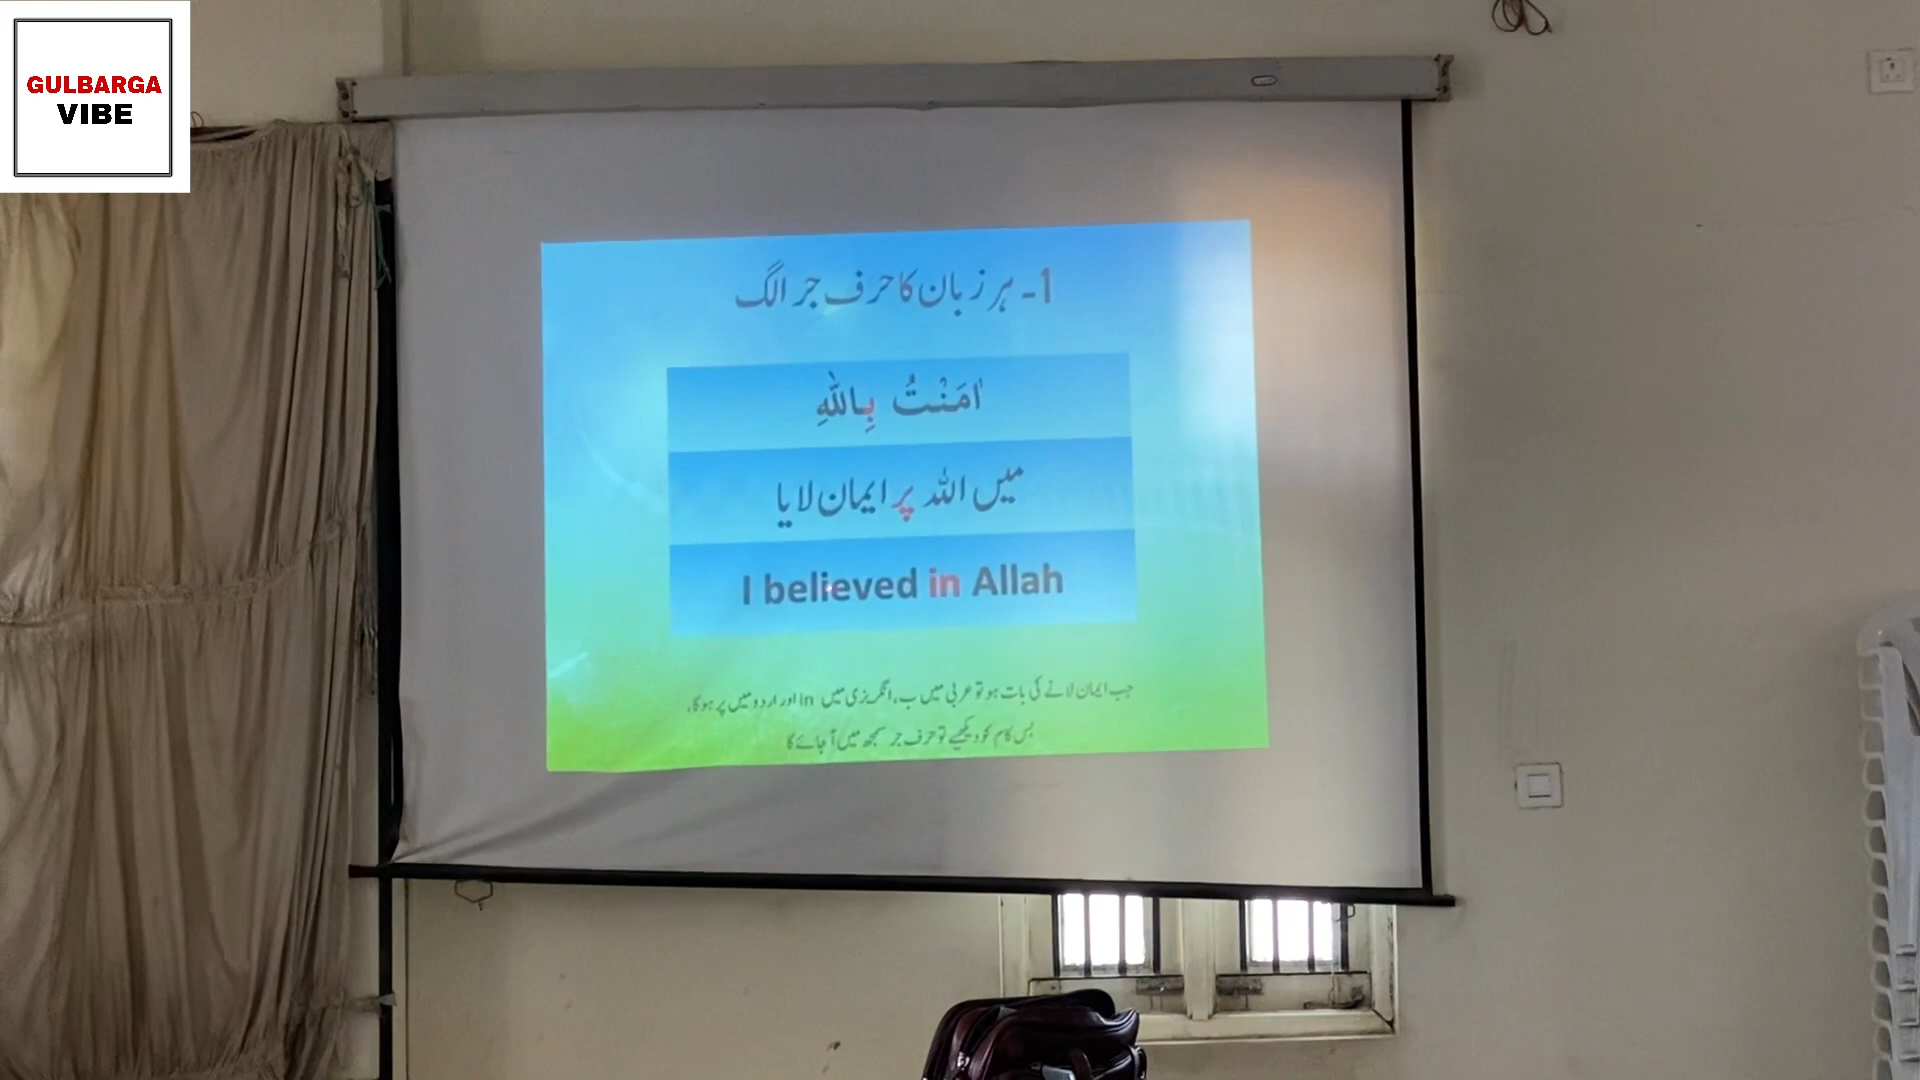 GULBARGA
VIBE
1۔ ہر زبان کا حرف جر الگ
اٰمَنْتُ بِاللّٰهِ
میں اللہ پر ایمان لایا
I believed in Allah
جب ایمان لانے کی بات ہو تو عربی میں ب، انگریزی میں in اور اردو میں پر ہوگا،
بس کام کو دیکھیے تو حرف جر سمجھ میں آ جائے گا